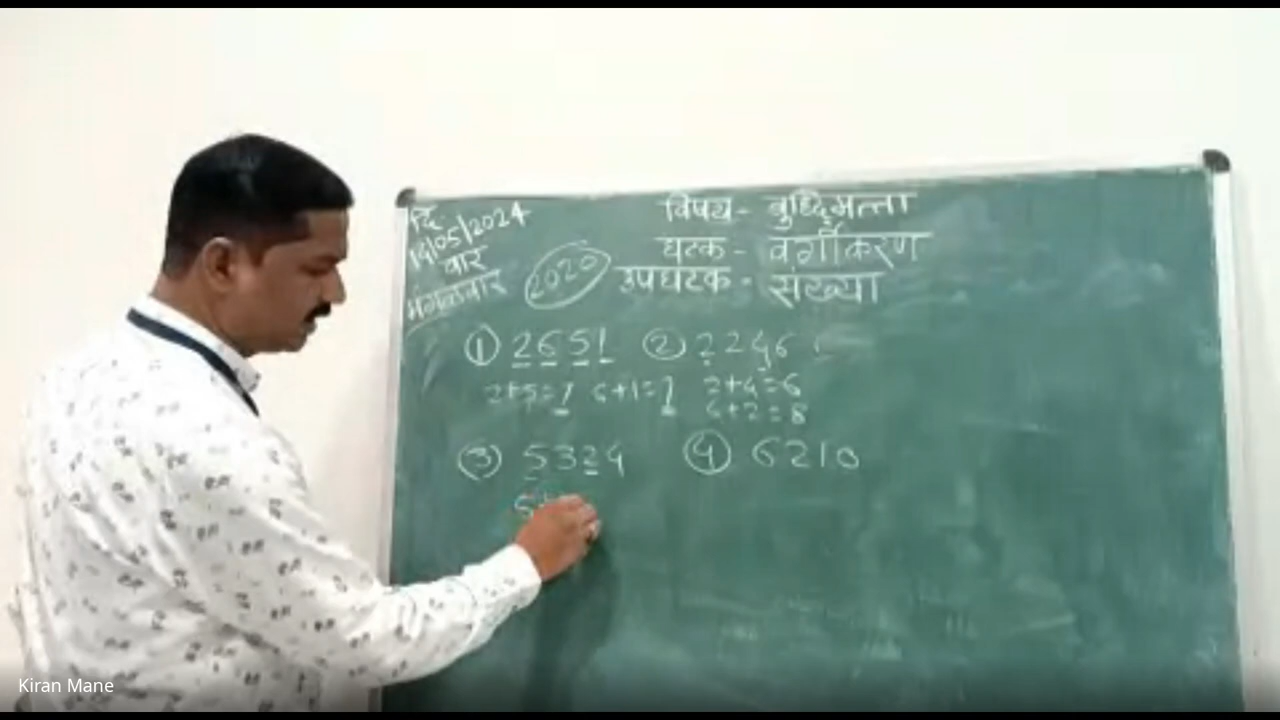 दि.
14/05/2024
वार
मंगळवार
विषय - बुध्दिमत्ता
घटक - वर्गीकरण
2020 उपघटक - संख्या
① 2651 ② 2246
2+5=7 6+1=7 2+4=6
6+2=8
③ 5324 ④ 6210
5+
Kiran Mane